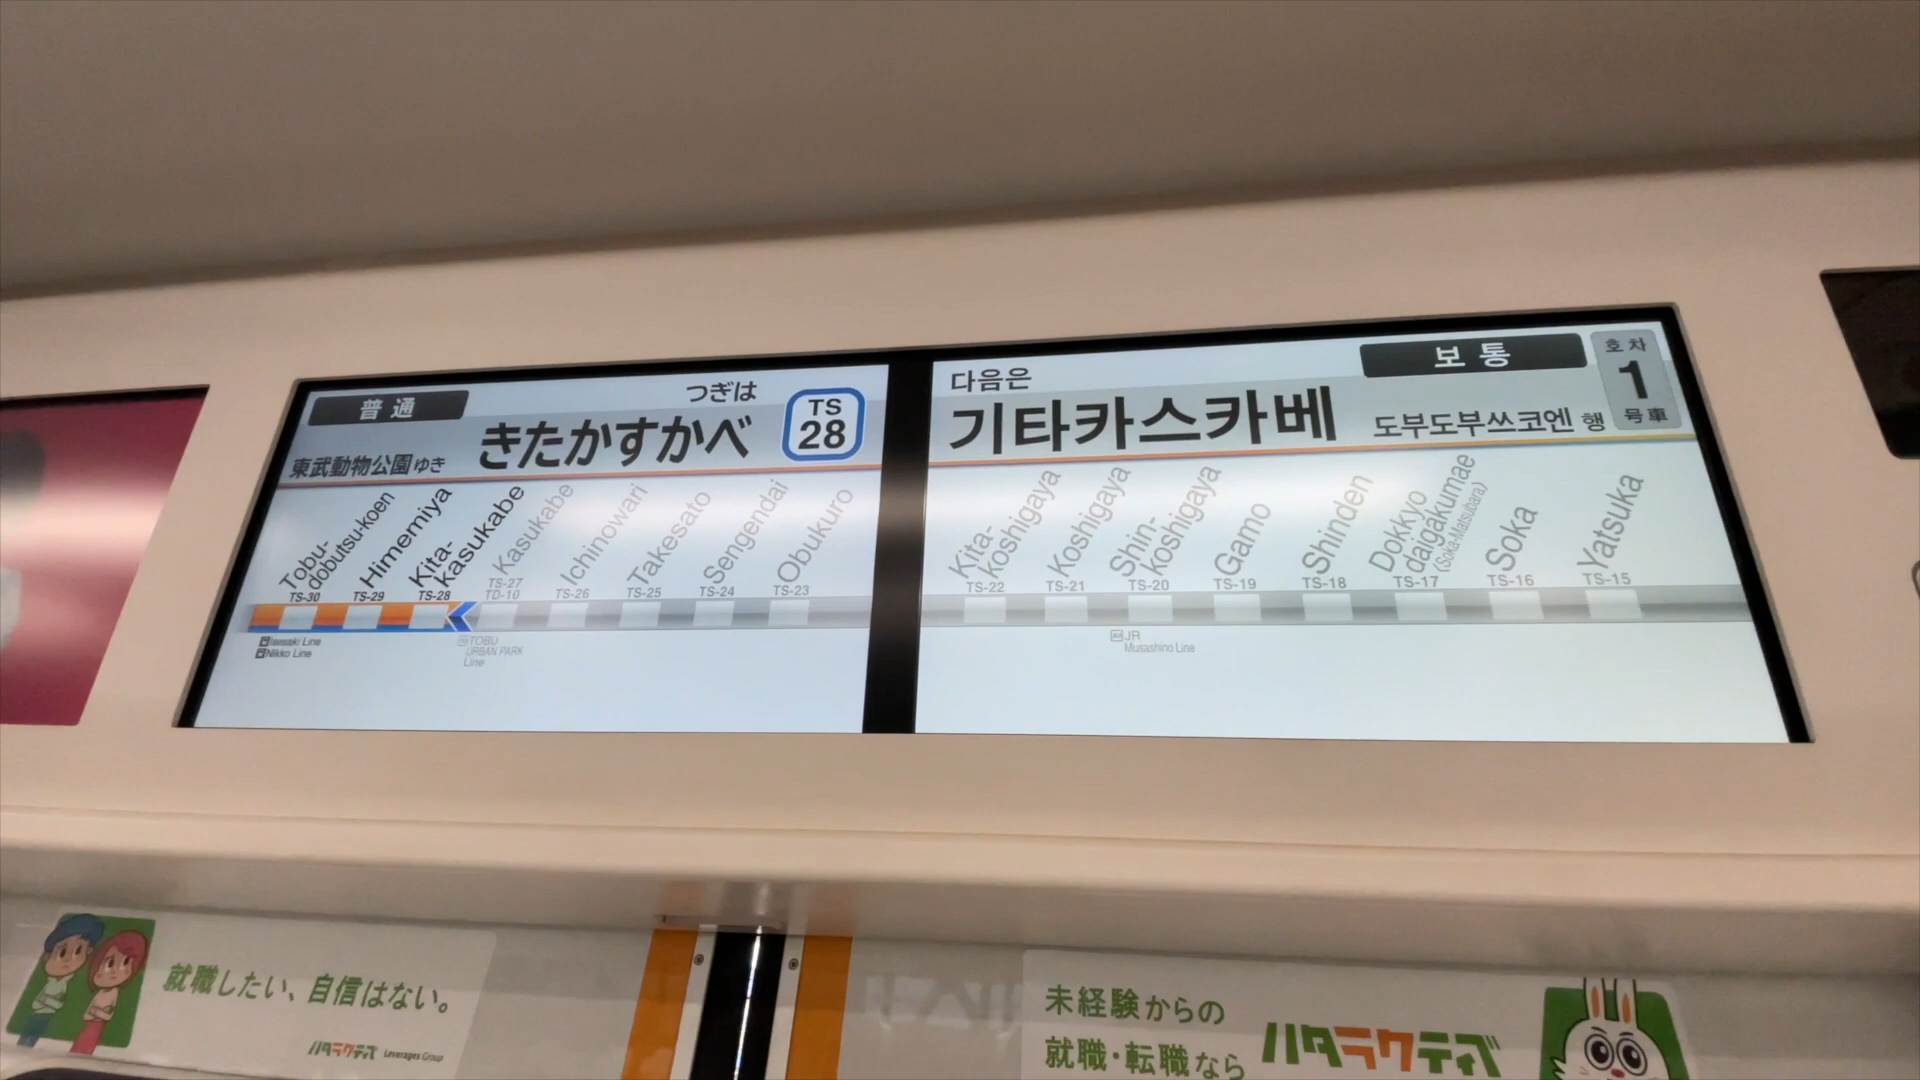 普通
つぎは
東武動物公園ゆき
きたかすかべ
TS
28
Tobu-
dobutsu-koen
Himemiya
Kita-
kasukabe
Kasukabe
Ichinowari
Takesato
Sengendai
Obukuro
TS-30
TS-29
TS-28
TS-27
TD-10
TS-26
TS-25
TS-24
TS-23
Isesaki Line
Nikko Line
TOBU
URBAN PARK
Line
다음은
보통
호차
1
号車
기타카스카베
도부도부쓰코엔 행
Kita-
koshigaya
Koshigaya
Shin-
koshigaya
Gamo
Shinden
Dokkyo
daigakumae
(Soka-Matsubara)
Soka
Yatsuka
TS-22
TS-21
TS-20
TS-19
TS-18
TS-17
TS-16
TS-15
JR
Musashino Line
就職したい、自信はない。
ハタラクティブ Leverages Group
未経験からの
就職・転職なら
ハタラクティブ